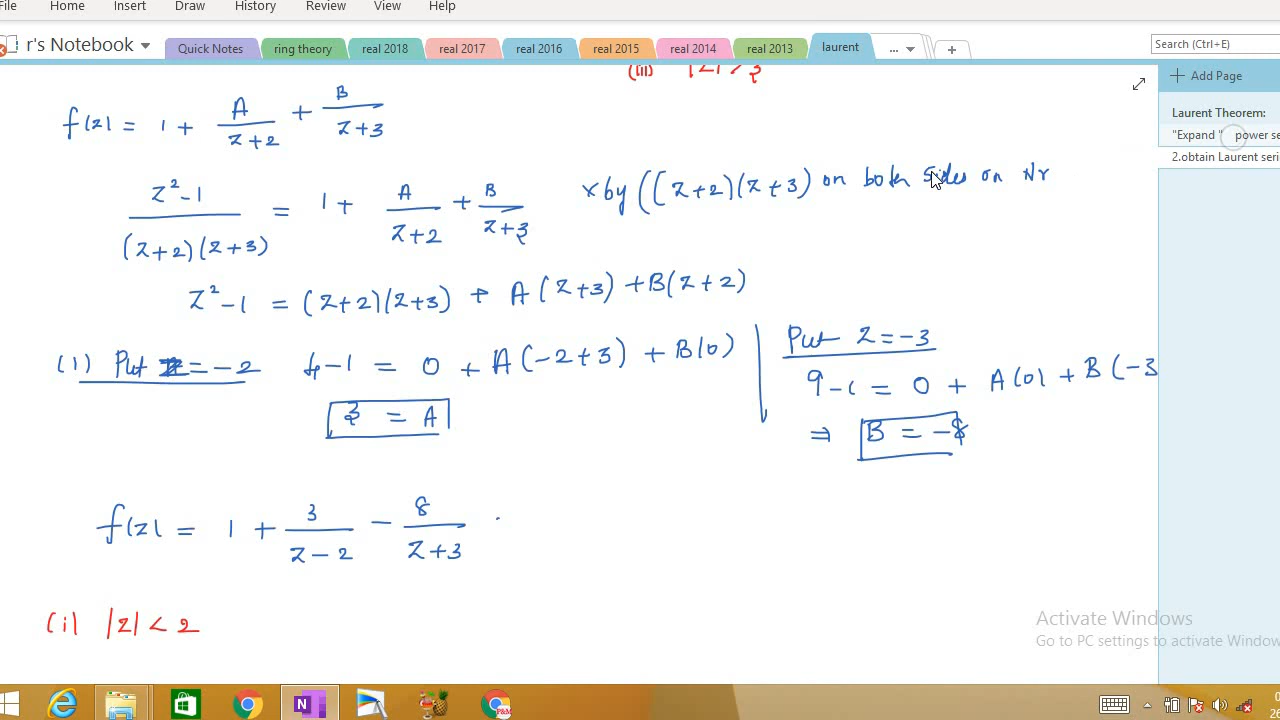 File Home Insert Draw History Review View Help
r's Notebook Quick Notes ring theory real 2018 real 2017 real 2016 real 2015 real 2014 real 2013 laurent ... + Search (Ctrl+E)
+ Add Page
Laurent Theorem:
"Expand " power se
2.obtain Laurent seri
(iii) |z| > 3
f(z) = 1 + A/(z+2) + B/(z+3)
(z²-1)/((z+2)(z+3)) = 1 + A/(z+2) + B/(z+3) × by ((z+2)(z+3) on both sides on Nr
z²-1 = (z+2)(z+3) + A(z+3) + B(z+2)
(1) Put z = -2 4-1 = 0 + A(-2+3) + B(0)
3 = A
Put z = -3
9-1 = 0 + A(0) + B(-3
⇒ B = -8
f(z) = 1 + 3/(z-2) - 8/(z+3) .
(i) |z| < 2
Activate Windows
Go to PC settings to activate Window
N
P&M
26